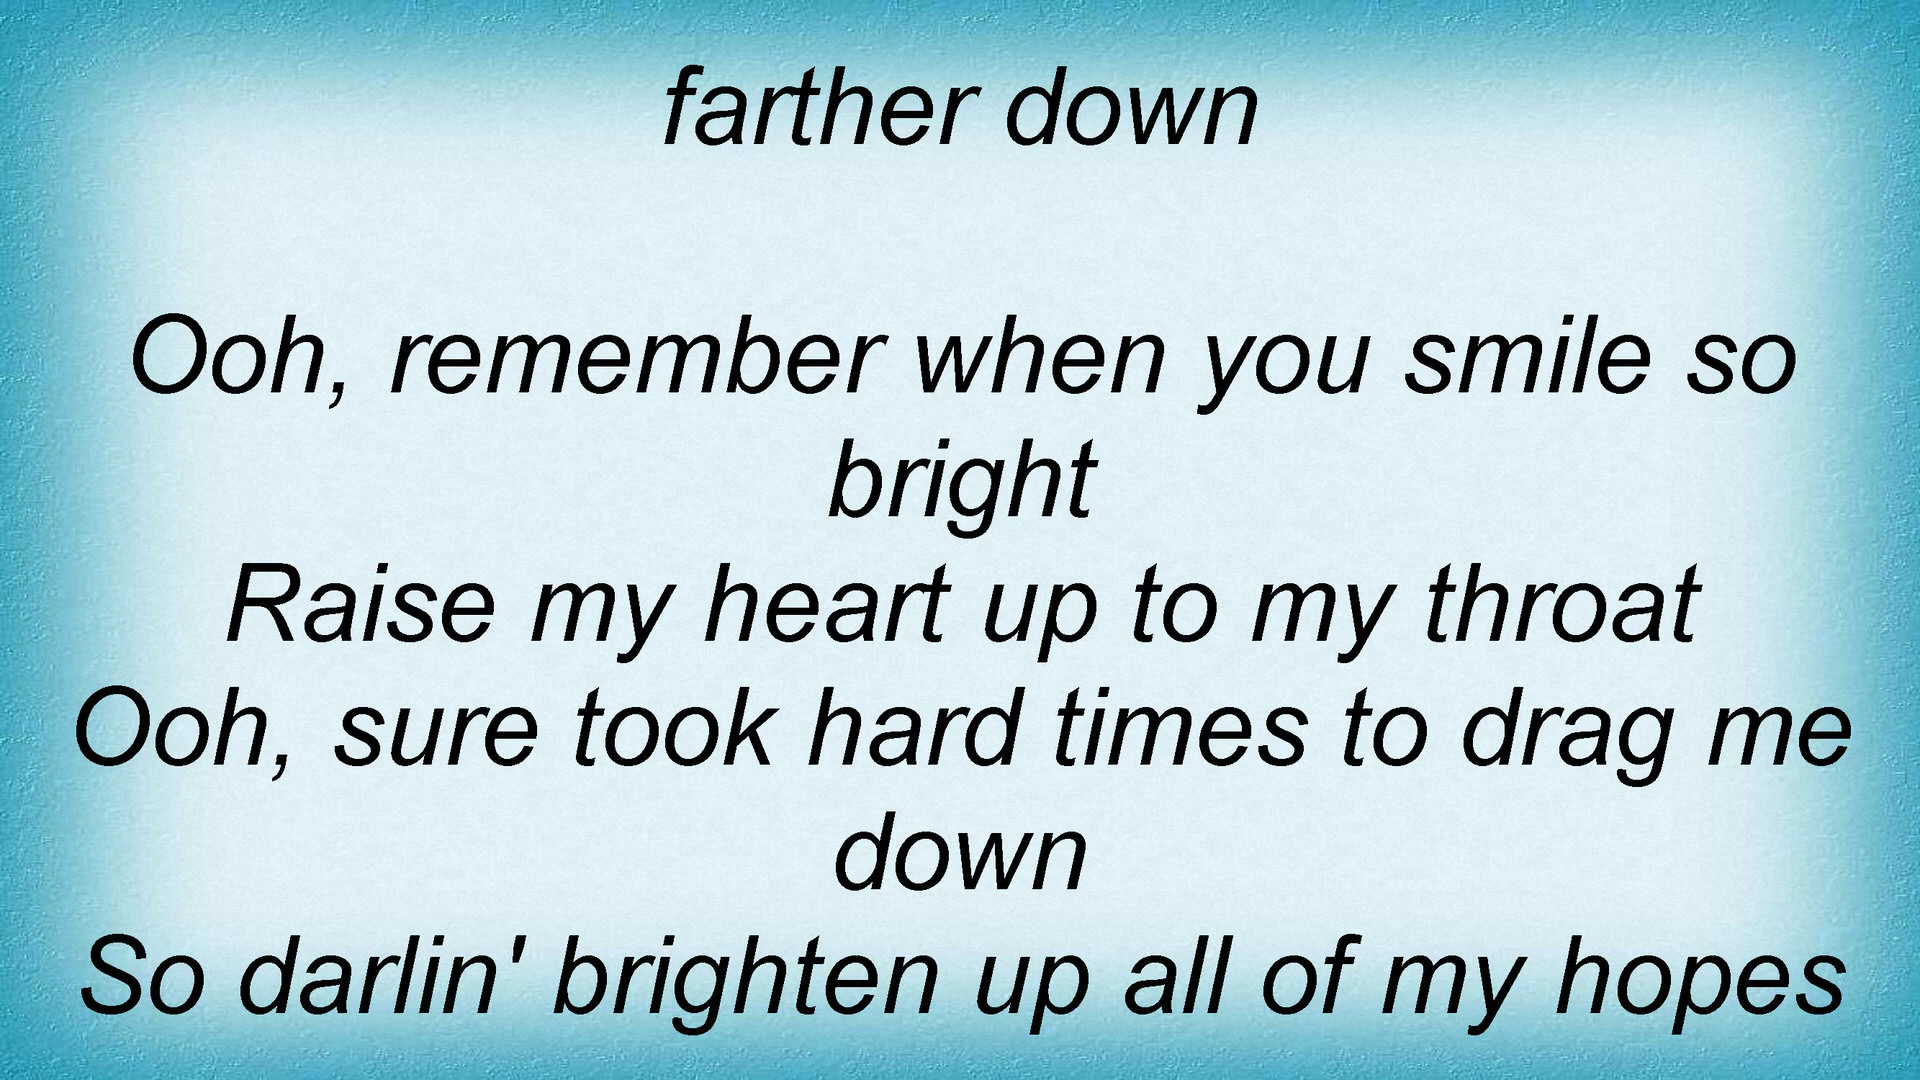 farther down
Ooh, remember when you smile so
bright
Raise my heart up to my throat
Ooh, sure took hard times to drag me
down
So darlin' brighten up all of my hopes